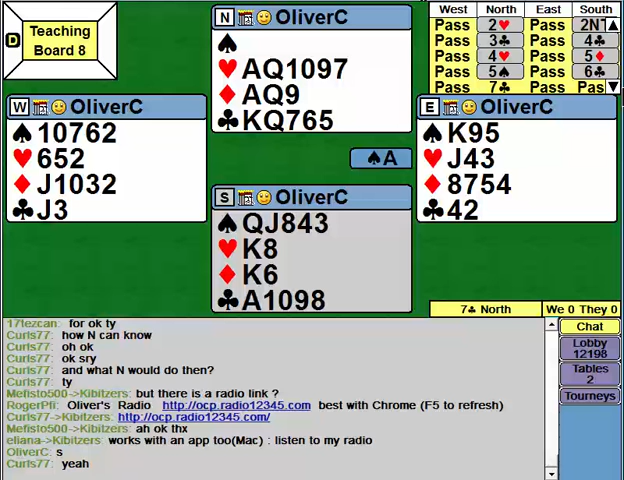 Teaching
Board 8
D
N OliverC
♠
♥ AQ1097
♦ AQ9
♣ KQ765
West North East South
Pass 2♥ Pass 2NT
Pass 3♣ Pass 4♣
Pass 4♥ Pass 5♦
Pass 5♠ Pass 6♣
Pass 7♣ Pass Pas
W OliverC
♠ 10762
♥ 652
♦ J1032
♣ J3
♠A
E OliverC
♠ K95
♥ J43
♦ 8754
♣ 42
S OliverC
♠ QJ843
♥ K8
♦ K6
♣ A1098
7♣ North
We 0 They 0
17lezcan: for ok ty
Curls77: how N can know
Curls77: oh ok
Curls77: ok sry
Curls77: and what N would do then?
Curls77: ty
Mefisto500->Kibitzers: but there is a radio link ?
RogerPfi: Oliver's Radio http://ocp.radio12345.com best with Chrome (F5 to refresh)
Curls77->Kibitzers: http://ocp.radio12345.com/
Mefisto500->Kibitzers: ah ok thx
eliana->Kibitzers: works with an app too(Mac) : listen to my radio
OliverC: s
Curls77: yeah
Chat
Lobby
12198
Tables
2
Tourneys